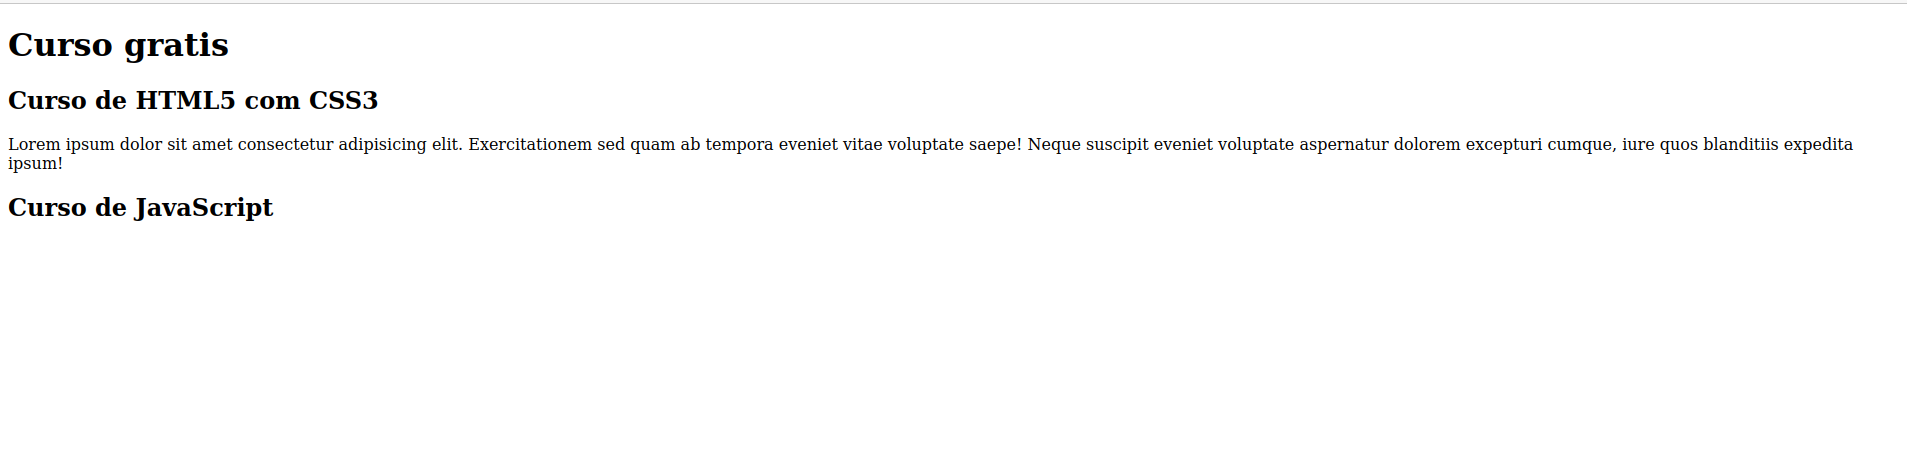 Curso gratis
Curso de HTML5 com CSS3
Lorem ipsum dolor sit amet consectetur adipisicing elit. Exercitationem sed quam ab tempora eveniet vitae voluptate saepe! Neque suscipit eveniet voluptate aspernatur dolorem excepturi cumque, iure quos blanditiis expedita
ipsum!
Curso de JavaScript